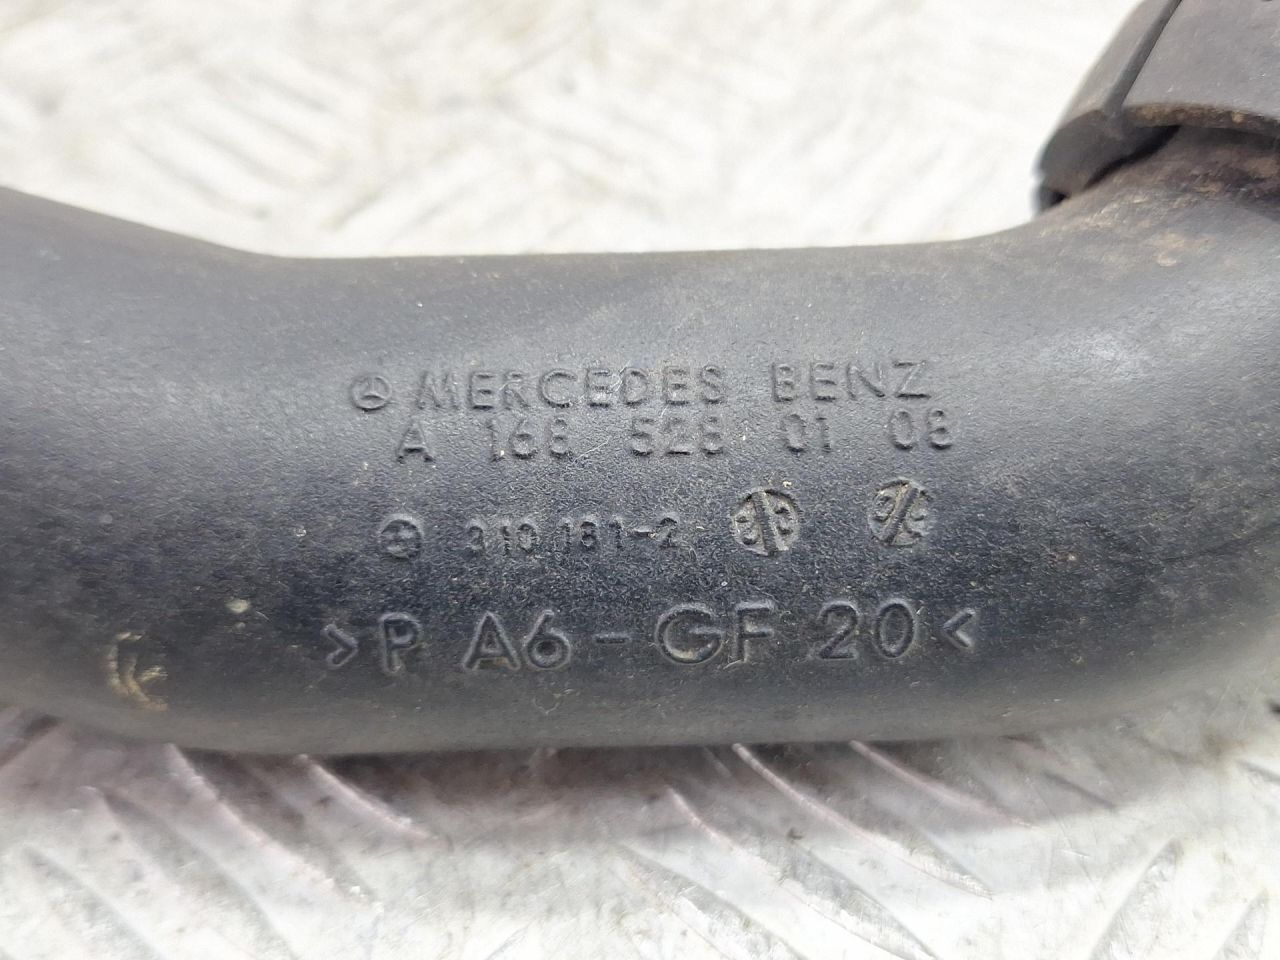 MERCEDES BENZ
A 168 528 01 08
310 181-2
>P A6-GF 20<